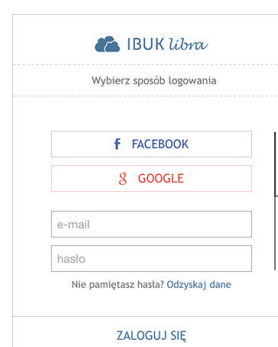 IBUK libra
Wybierz sposób logowania
f FACEBOOK
g GOOGLE
e-mail
hasło
Nie pamiętasz hasła? Odzyskaj dane
ZALOGUJ SIĘ